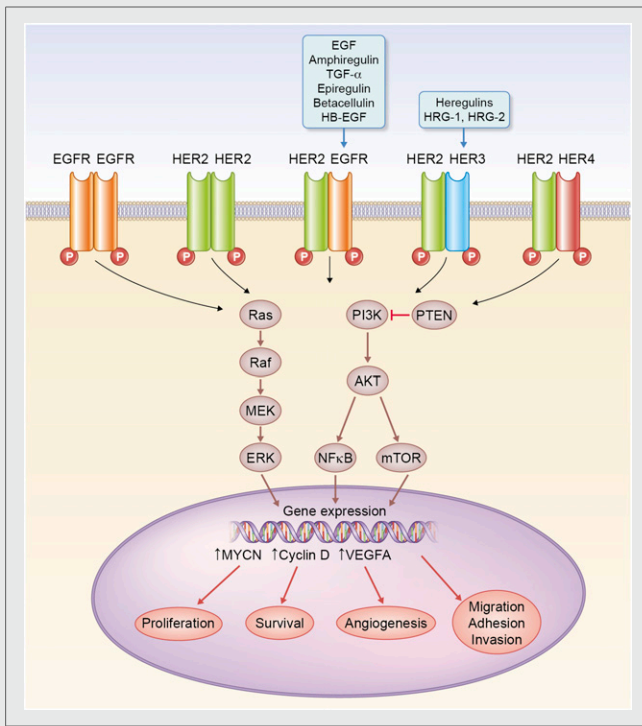 EGF
Amphiregulin
TGF-α
Epiregulin
Betacellulin
HB-EGF
Heregulins
HRG-1, HRG-2
EGFR EGFR
HER2 HER2
HER2 EGFR
HER2 HER3
HER2 HER4
P P
P P
P P
P P
P P
Ras
PI3K
PTEN
Raf
AKT
MEK
ERK
NFκB
mTOR
Gene expression
↑MYCN ↑Cyclin D ↑VEGFA
Proliferation
Survival
Angiogenesis
Migration
Adhesion
Invasion